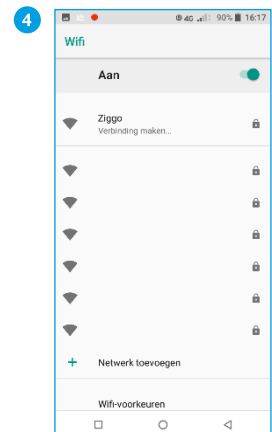 4
4G 90% 16:17
Wifi
Aan
Ziggo
Verbinding maken...
Netwerk toevoegen
Wifi-voorkeuren